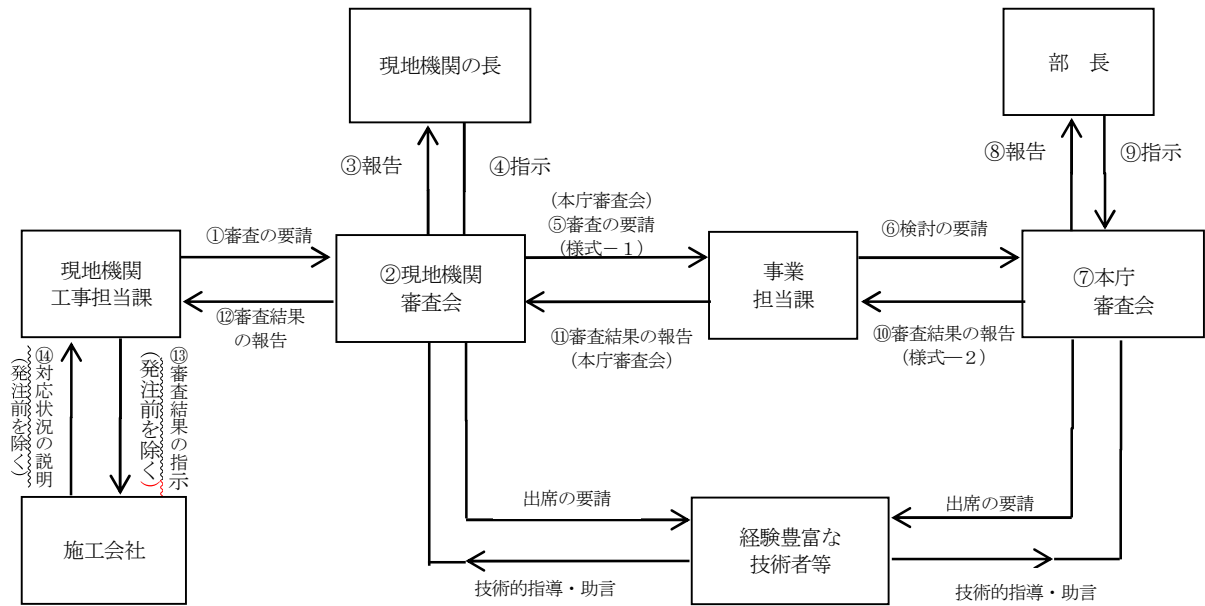 現地機関の長
部　長
③報告
④指示
⑧報告
⑨指示
①審査の要請
(本庁審査会)
⑤審査の要請
(様式－1)
⑥検討の要請
現地機関
工事担当課
②現地機関
審査会
事業
担当課
⑦本庁
審査会
⑫審査結果
の報告
⑪審査結果の報告
(本庁審査会)
⑩審査結果の報告
(様式―2)
⑭対応状況の説明
(発注前を除く)
⑬審査結果の指示
(発注前を除く)
施工会社
出席の要請
出席の要請
経験豊富な
技術者等
技術的指導・助言
技術的指導・助言